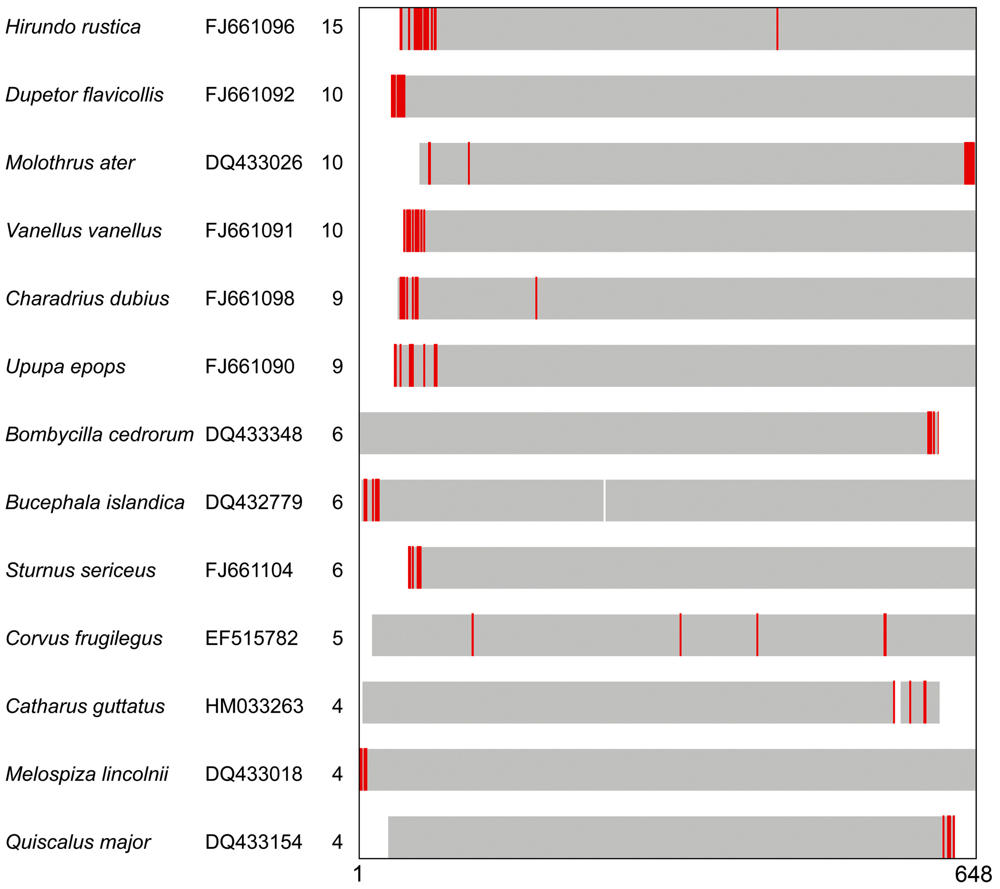 Hirundo rustica FJ661096 15
Dupetor flavicollis FJ661092 10
Molothrus ater DQ433026 10
Vanellus vanellus FJ661091 10
Charadrius dubius FJ661098 9
Upupa epops FJ661090 9
Bombycilla cedrorum DQ433348 6
Bucephala islandica DQ432779 6
Sturnus sericeus FJ661104 6
Corvus frugilegus EF515782 5
Catharus guttatus HM033263 4
Melospiza lincolnii DQ433018 4
Quiscalus major DQ433154 4
1 648